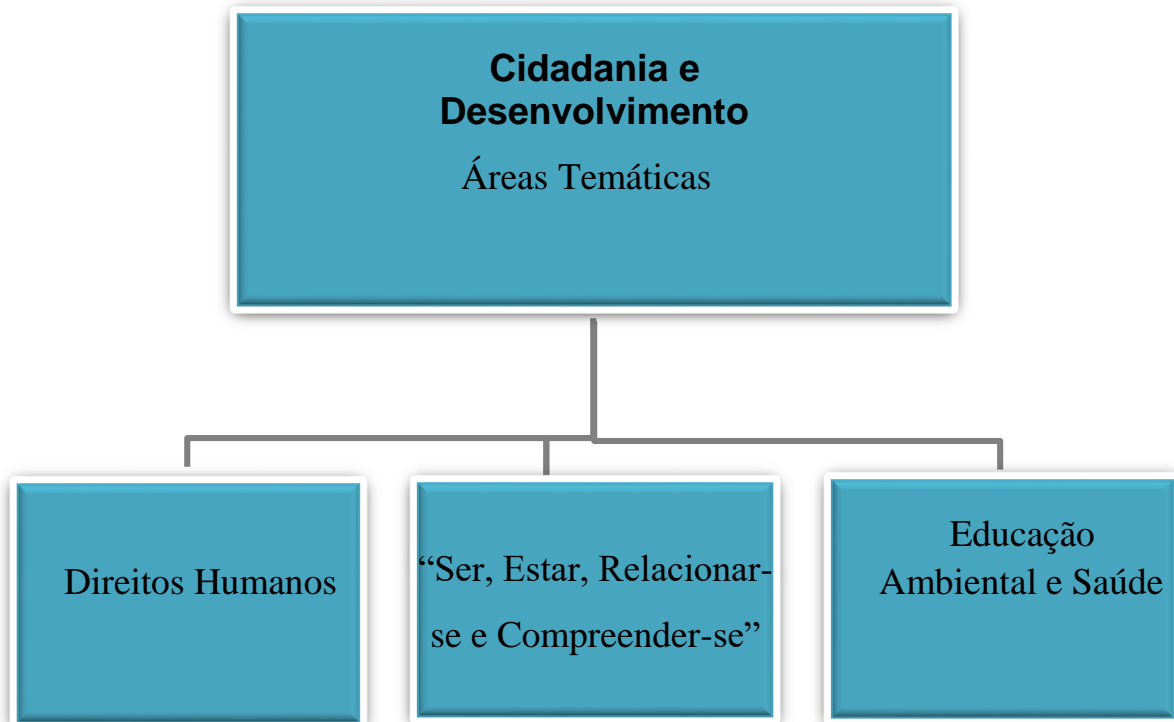 Cidadania e
Desenvolvimento
Áreas Temáticas
Direitos Humanos
“Ser, Estar, Relacionar-
se e Compreender-se”
Educação
Ambiental e Saúde